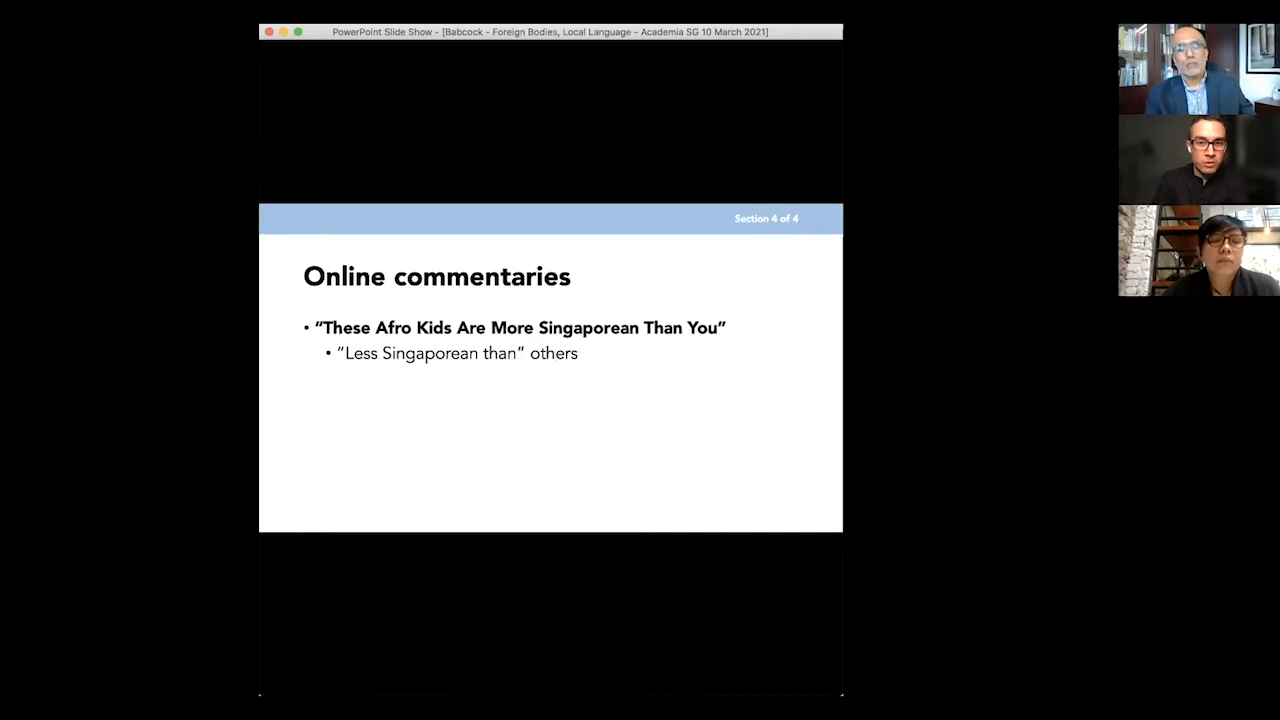 PowerPoint Slide Show - [Babcock - Foreign Bodies, Local Language - Academia SG 10 March 2021]
Section 4 of 4
Online commentaries
• “These Afro Kids Are More Singaporean Than You”
• “Less Singaporean than” others